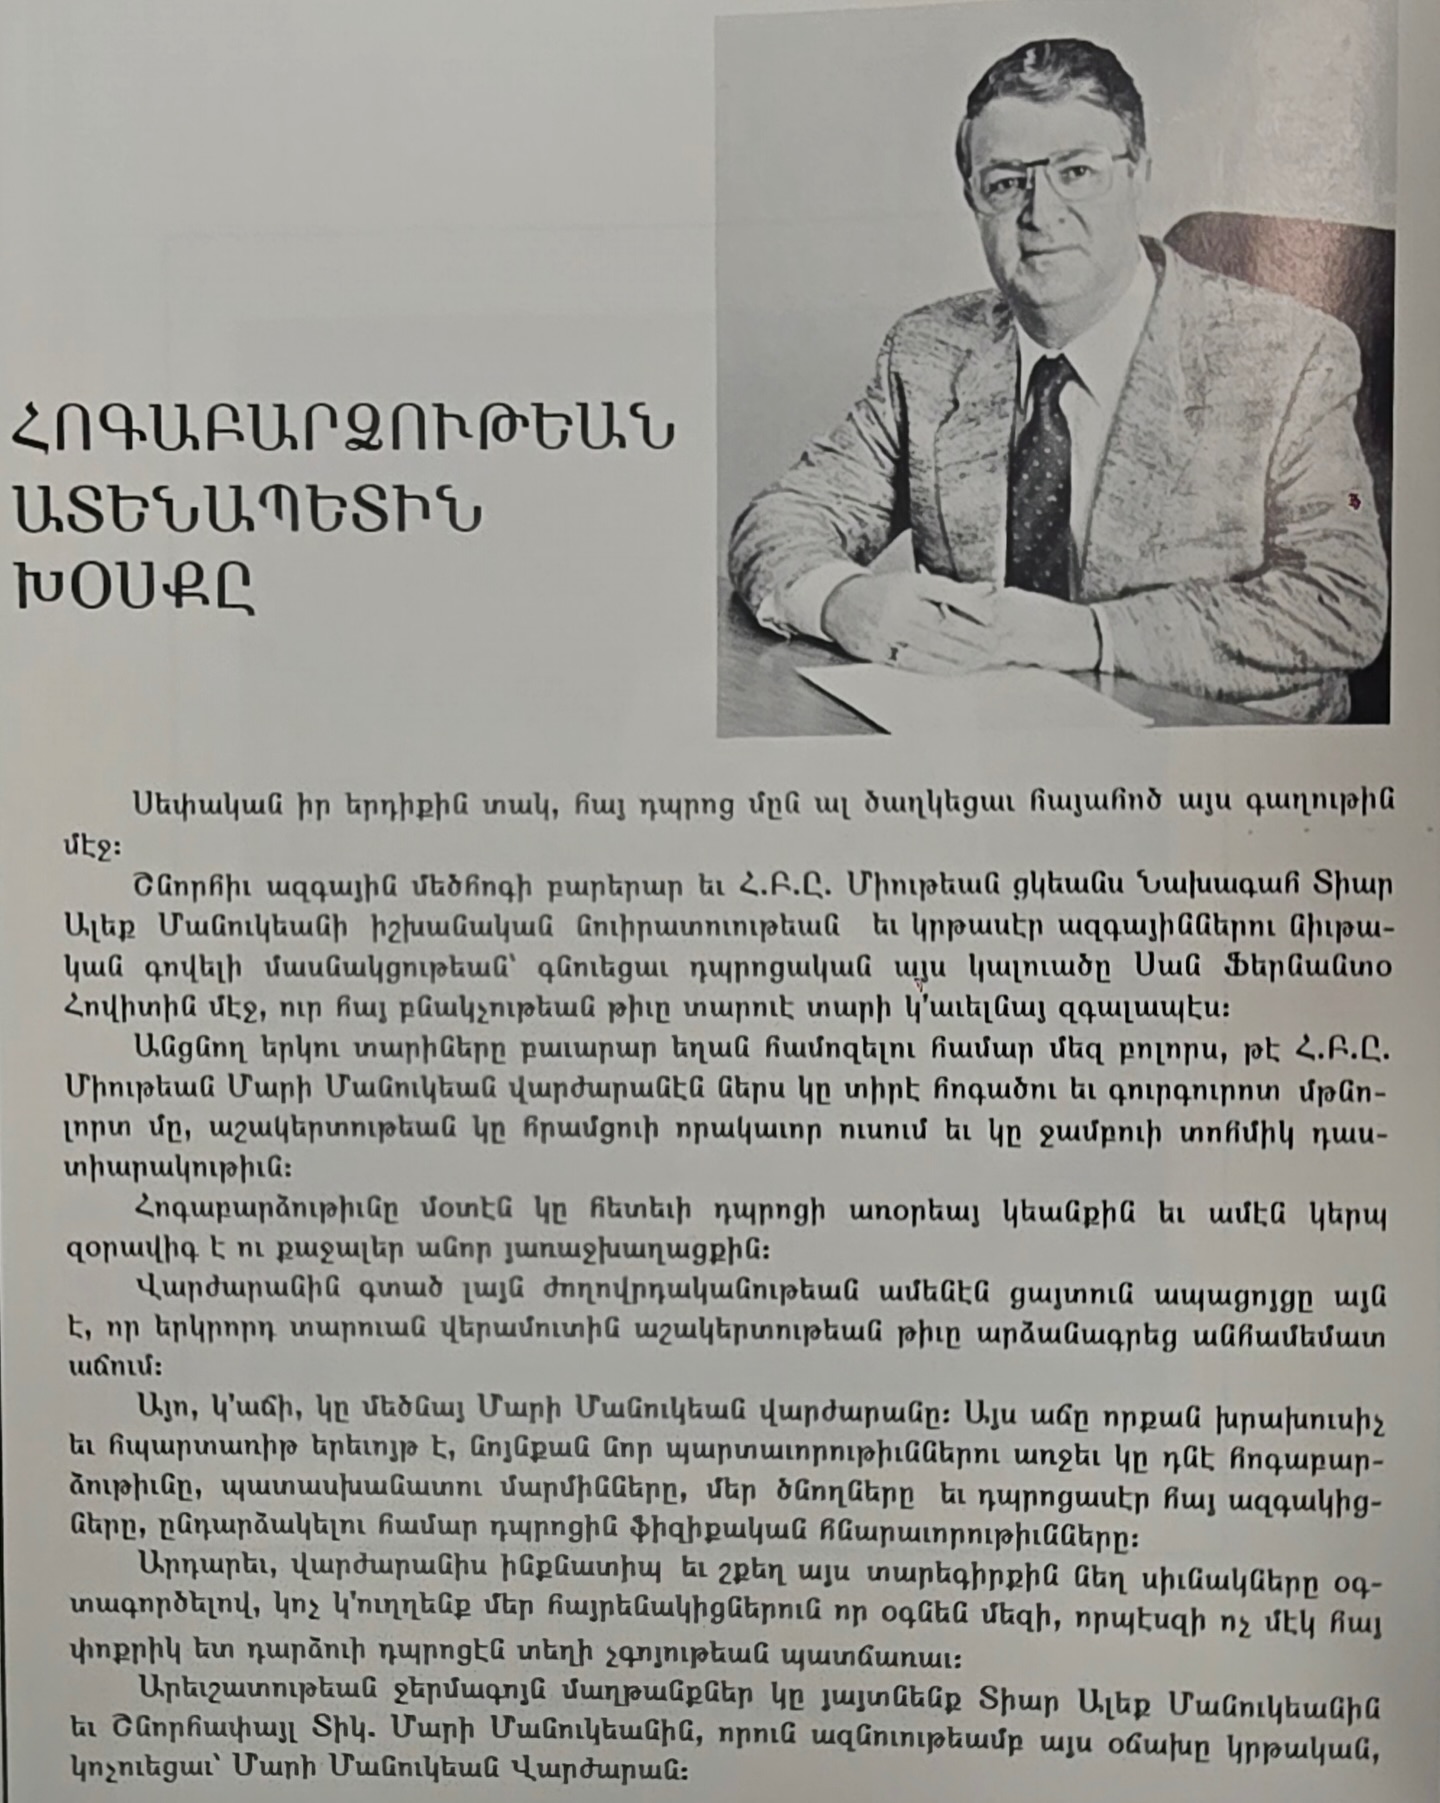 ՀՈԳԱԲԱՐՁՈՒԹԵԱՆ
ԱՏԵՆԱՊԵՏԻՆ
ԽՕՍՔԸ
Սեփական իր երդիքին տակ, հայ դպրոց մըն ալ ծաղկեցաւ հայահոծ այս գաղութին
մէջ:
Շնորհիւ ազգային մեծհոգի բարերար եւ Հ.Բ.Ը. Միութեան ցկեանս Նախագահ Տիար
Ալեք Մանուկեանի իշխանական նուիրատուութեան եւ կրթասէր ազգայիններու նիւթա-
կան գովելի մասնակցութեան՝ գնուեցաւ դպրոցական այս կալուածը Սան Ֆերնանտօ
Հովիտին մէջ, ուր հայ բնակչութեան թիւը տարուէ տարի կ՚աւելնայ զգալապէս:
Անցնող երկու տարիները բաւարար եղան համոզելու համար մեզ բոլորս, թէ Հ.Բ.Ը.
Միութեան Մարի Մանուկեան վարժարանէն ներս կը տիրէ հոգածու եւ գուրգուրոտ մթնո-
լորտ մը, աշակերտութեան կը հրամցուի որակաւոր ուսում եւ կը ջամբուի տոհմիկ դաս-
տիարակութիւն:
Հոգաբարձութիւնը մօտէն կը հետեւի դպրոցի առօրեայ կեանքին եւ ամէն կերպ
զօրավիգ է ու քաջալեր անոր յառաջխաղացքին:
Վարժարանին գտած լայն ժողովրդականութեան ամենէն ցայտուն ապացոյցը այն
է, որ երկրորդ տարուան վերամուտին աշակերտութեան թիւը արձանագրեց անհամեմատ
աճում:
Այո, կ՚աճի, կը մեծնայ Մարի Մանուկեան վարժարանը: Այս աճը որքան խրախուսիչ
եւ հպարտառիթ երեւոյթ է, նոյնքան նոր պարտաւորութիւններու առջեւ կը դնէ հոգաբար-
ձութիւնը, պատասխանատու մարմինները, մեր ծնողները եւ դպրոցասէր հայ ազգակից-
ները, ընդարձակելու համար դպրոցին ֆիզիքական հնարաւորութիւնները:
Արդարեւ, վարժարանիս ինքնատիպ եւ շքեղ այս տարեգիրքին նեղ սիւնակները օգ-
տագործելով, կոչ կ՚ուղղենք մեր հայրենակիցներուն որ օգնեն մեզի, որպէսզի ոչ մէկ հայ
փոքրիկ ետ դարձուի դպրոցէն տեղի չգոյութեան պատճառաւ:
Արեւշատութեան ջերմագոյն մաղթանքներ կը յայտնենք Տիար Ալեք Մանուկեանին
եւ Շնորհափայլ Տիկ. Մարի Մանուկեանին, որուն ազնուութեամբ այս օճախը կրթական,
կոչուեցաւ՝ Մարի Մանուկեան Վարժարան: